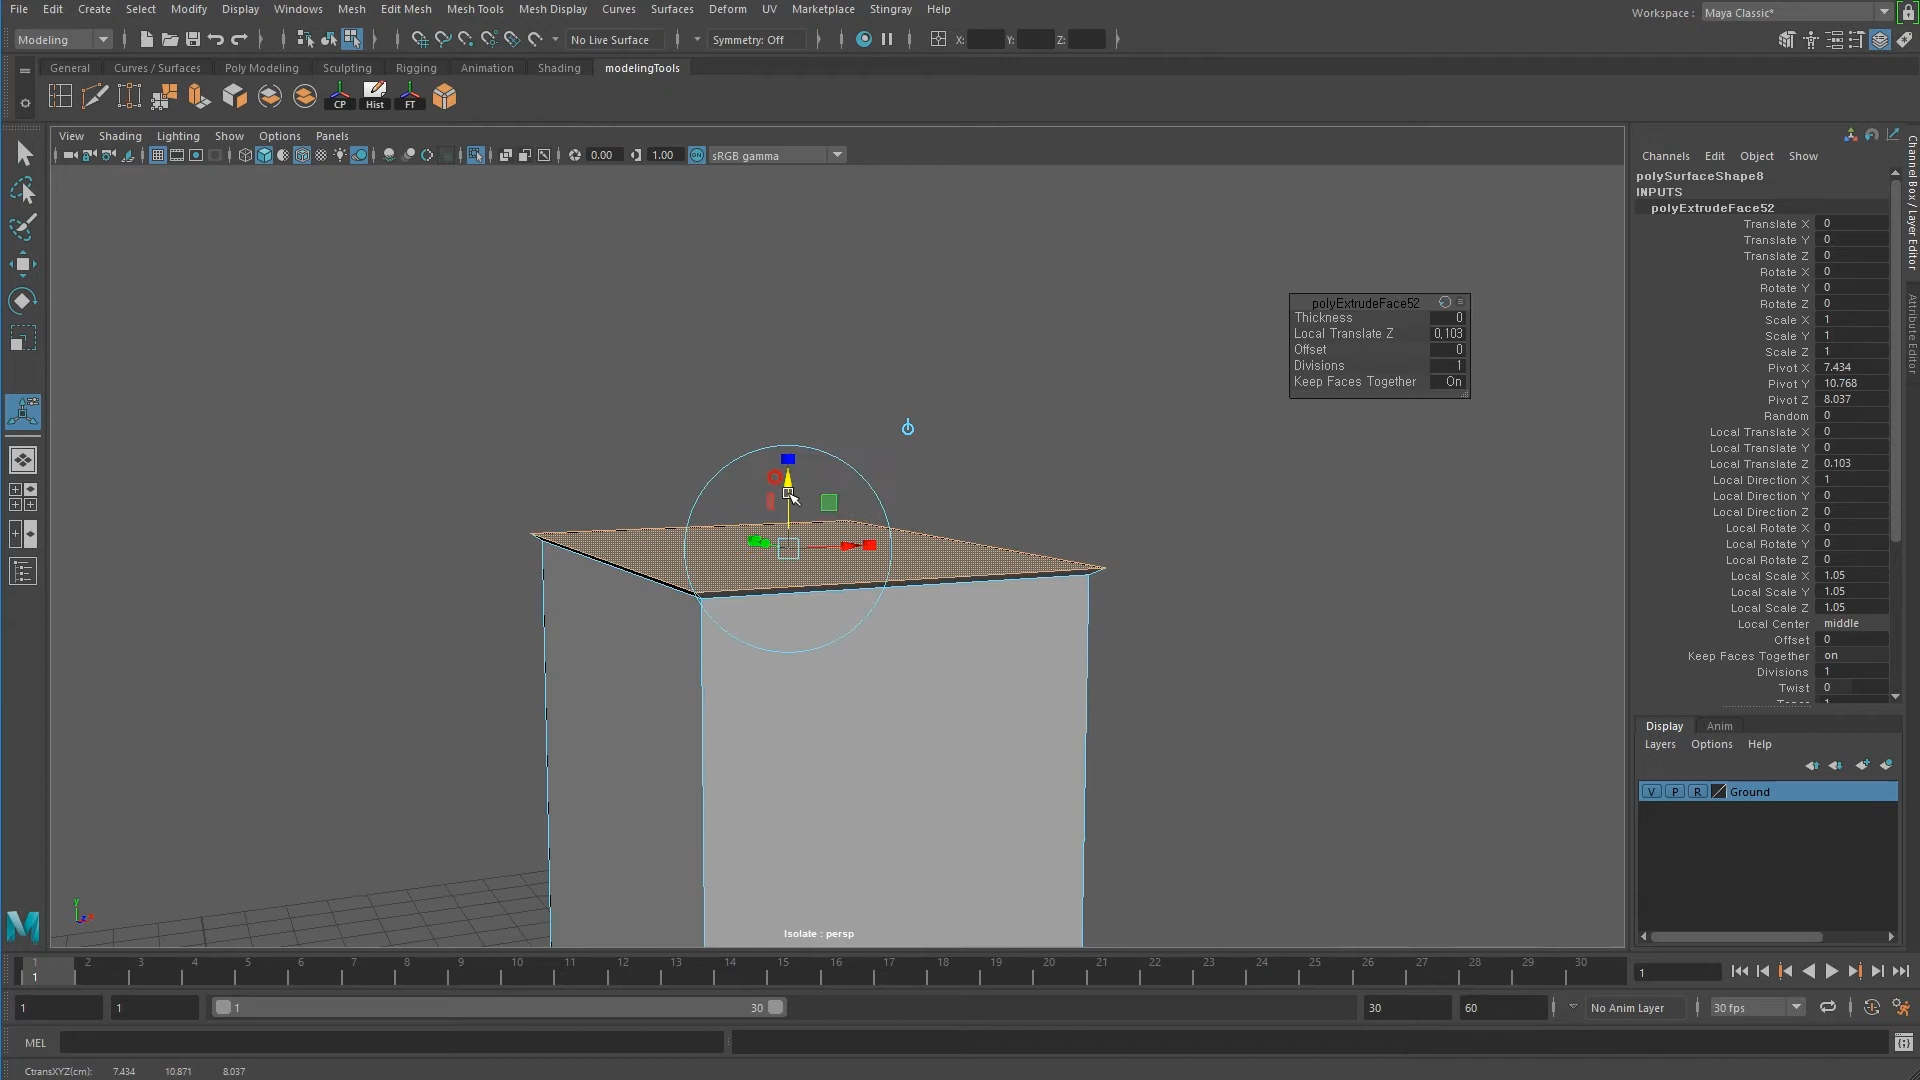 File Edit Create Select Modify Display Windows Mesh Edit Mesh Mesh Tools Mesh Display Curves Surfaces Deform UV Marketplace Stingray Help
Workspace : Maya Classic*
Modeling No Live Surface Symmetry: Off X: Y: Z:
General Curves / Surfaces Poly Modeling Sculpting Rigging Animation Shading modelingTools
CP Hist FT
View Shading Lighting Show Options Panels
0.00 1.00 ON sRGB gamma
Channels Edit Object Show
polySurfaceShape8
INPUTS
polyExtrudeFace52
Translate X 0
Translate Y 0
Translate Z 0
Rotate X 0
Rotate Y 0
Rotate Z 0
Scale X 1
Scale Y 1
Scale Z 1
Pivot X 7.434
Pivot Y 10.768
Pivot Z 8.037
Random 0
Local Translate X 0
Local Translate Y 0
Local Translate Z 0.103
Local Direction X 1
Local Direction Y 0
Local Direction Z 0
Local Rotate X 0
Local Rotate Y 0
Local Rotate Z 0
Local Scale X 1.05
Local Scale Y 1.05
Local Scale Z 1.05
Local Center middle
Offset 0
Keep Faces Together on
Divisions 1
Twist 0
Channel Box / Layer Editor
Attribute Editor
polyExtrudeFace52
Thickness 0
Local Translate Z 0,103
Offset 0
Divisions 1
Keep Faces Together On
Display Anim
Layers Options Help
V P R Ground
y z x
Isolate : persp
1 2 3 4 5 6 7 8 9 10 11 12 13 14 15 16 17 18 19 20 21 22 23 24 25 26 27 28 29 30
1 1
1 1 1 30 30 60 No Anim Layer 30 fps
MEL
CtransXYZ(cm): 7.434 10.871 8.037